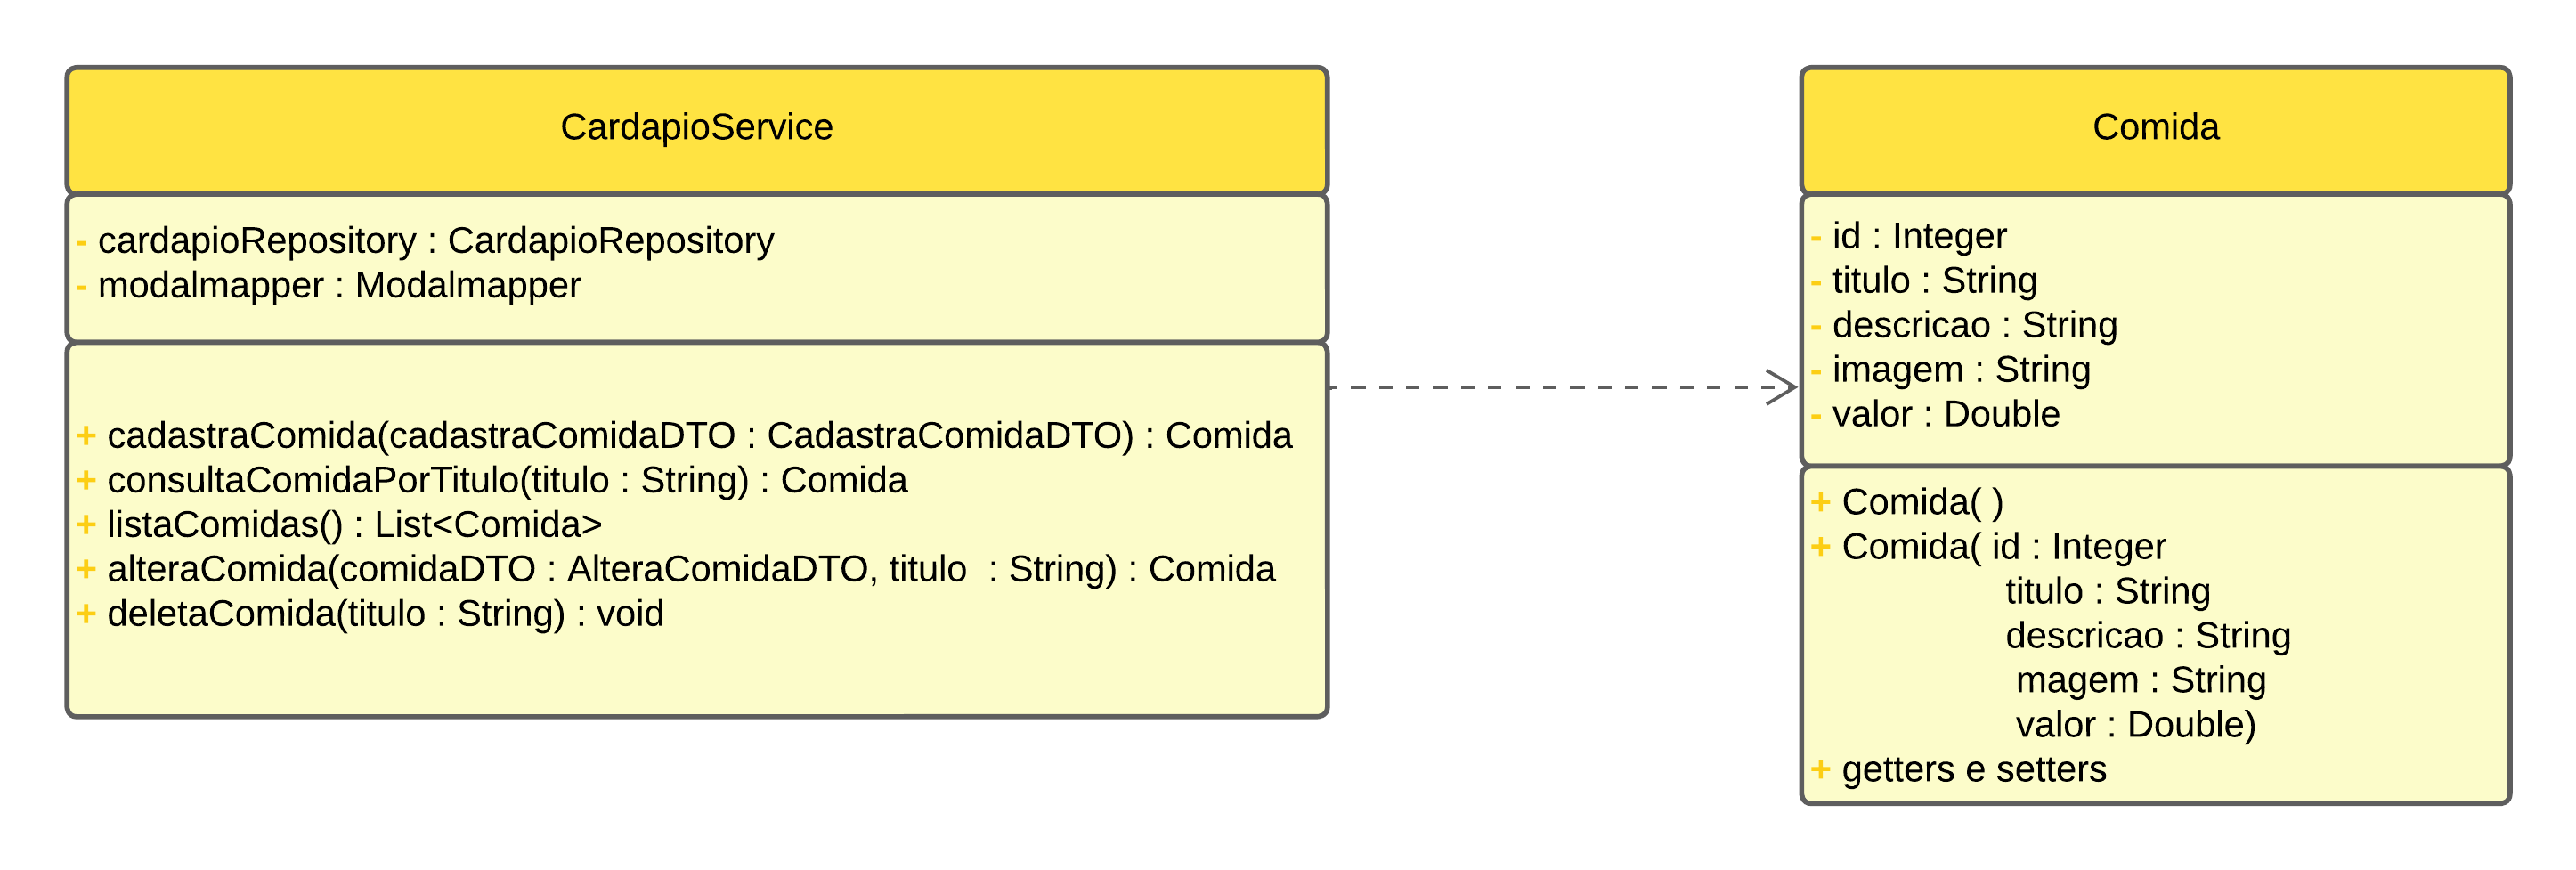 CardapioService
- cardapioRepository : CardapioRepository
- modalmapper : Modalmapper
+ cadastraComida(cadastraComidaDTO : CadastraComidaDTO) : Comida
+ consultaComidaPorTitulo(titulo : String) : Comida
+ listaComidas() : List<Comida>
+ alteraComida(comidaDTO : AlteraComidaDTO, titulo  : String) : Comida
+ deletaComida(titulo : String) : void
Comida
- id : Integer
- titulo : String
- descricao : String
- imagem : String
- valor : Double
+ Comida( )
+ Comida( id : Integer
titulo : String
descricao : String
magem : String
valor : Double)
+ getters e setters